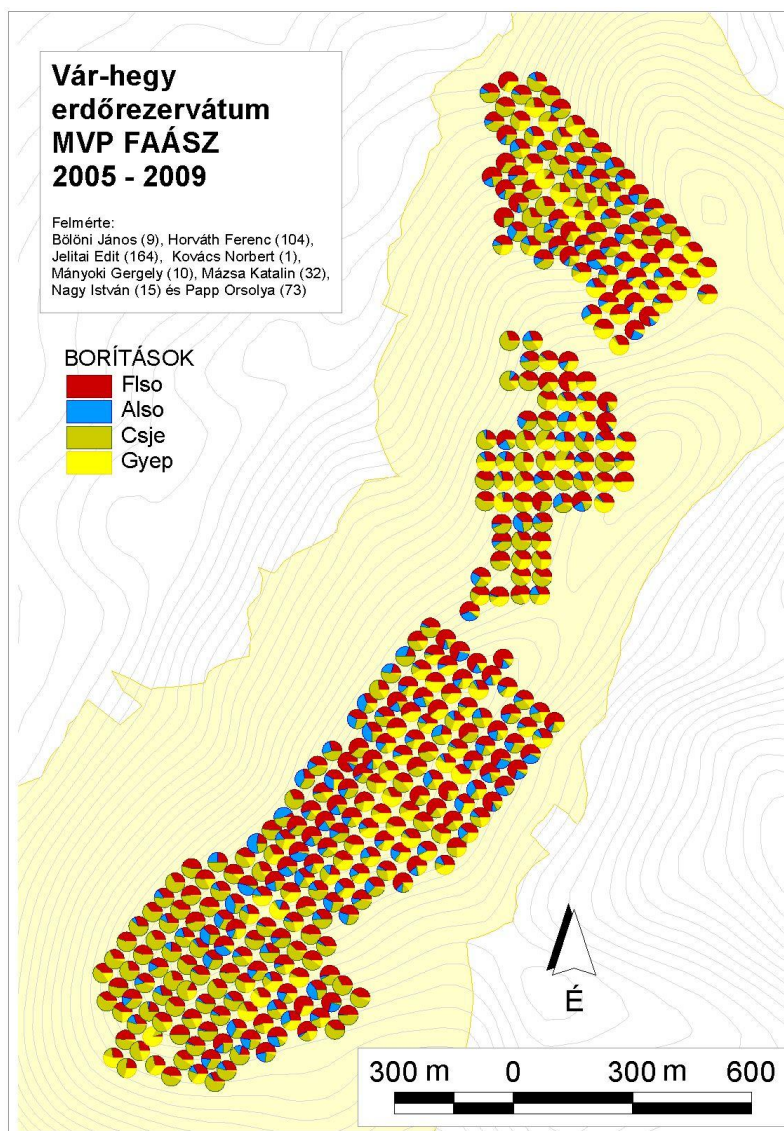 Vár-hegy
erdőrezervátum
MVP FAÁSZ
2005 - 2009
Felmérte:
Bölöni János (9), Horváth Ferenc (104),
Jelitai Edit (164), Kovács Norbert (1),
Mányoki Gergely (10), Mázsa Katalin (32),
Nagy István (15) és Papp Orsolya (73)
BORÍTÁSOK
Flso
Also
Csje
Gyep
É
300 m 0 300 m 600